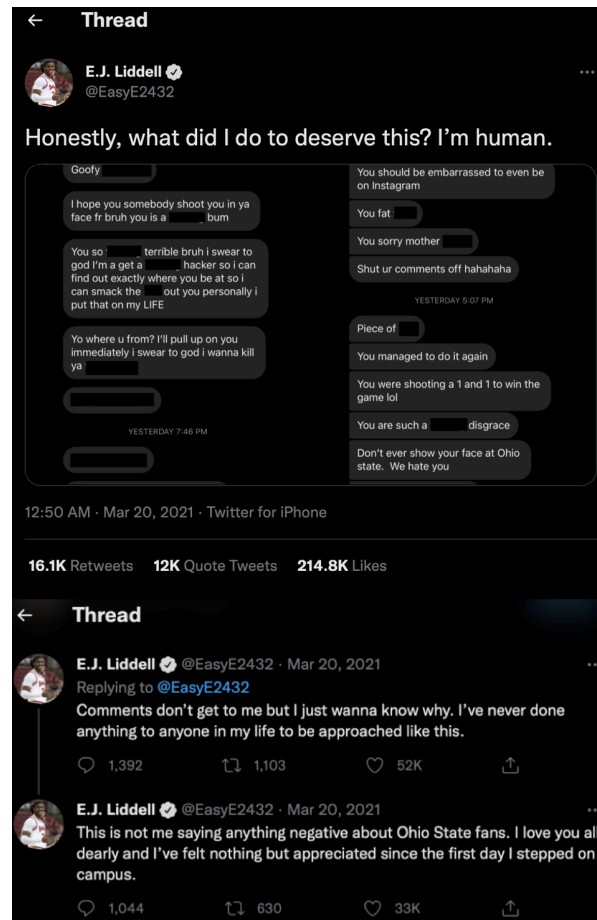 Thread
E.J. Liddell
@EasyE2432
Honestly, what did I do to deserve this? I’m human.
Goofy
I hope you somebody shoot you in ya
face fr bruh you is a bum
You so terrible bruh i swear to
god I'm a get a hacker so i can
find out exactly where you be at so i
can smack the out you personally i
put that on my LIFE
Yo where u from? I'll pull up on you
immediately i swear to god i wanna kill
ya
YESTERDAY 7:46 PM
You should be embarrassed to even be
on Instagram
You fat
You sorry mother
Shut ur comments off hahahaha
YESTERDAY 5:07 PM
Piece of
You managed to do it again
You were shooting a 1 and 1 to win the
game lol
You are such a disgrace
Don't ever show your face at Ohio
state. We hate you
12:50 AM · Mar 20, 2021 · Twitter for iPhone
16.1K Retweets 12K Quote Tweets 214.8K Likes
Thread
E.J. Liddell @EasyE2432 · Mar 20, 2021
Replying to @EasyE2432
Comments don’t get to me but I just wanna know why. I’ve never done
anything to anyone in my life to be approached like this.
1,392 1,103 52K
E.J. Liddell @EasyE2432 · Mar 20, 2021
This is not me saying anything negative about Ohio State fans. I love you al
dearly and I’ve felt nothing but appreciated since the first day I stepped on
campus.
1,044 630 33K